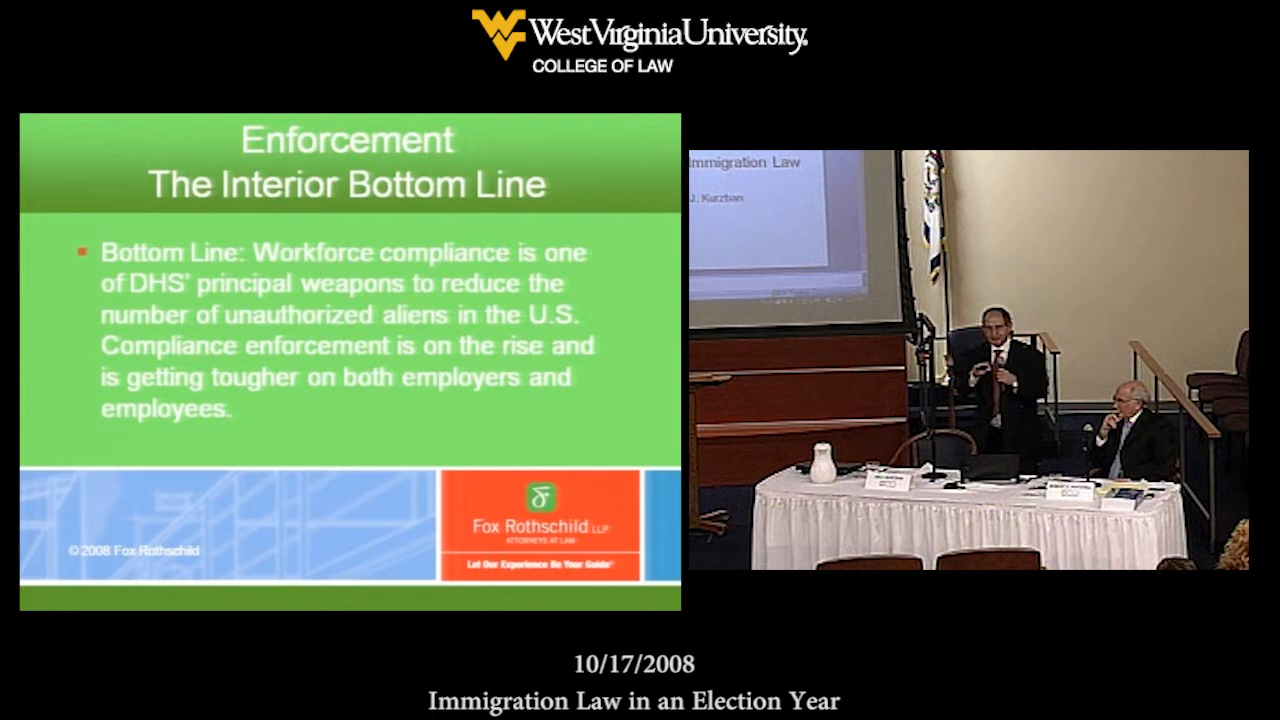 West Virginia University.
COLLEGE OF LAW
Enforcement
The Interior Bottom Line
Bottom Line: Workforce compliance is one
of DHS' principal weapons to reduce the
number of unauthorized aliens in the U.S.
Compliance enforcement is on the rise and
is getting tougher on both employers and
employees.
©2008 Fox Rothschild
Fox Rothschild LLP
ATTORNEYS AT LAW
Let Our Experience Be Your Guide
Immigration Law
J. Kurzban
10/17/2008
Immigration Law in an Election Year